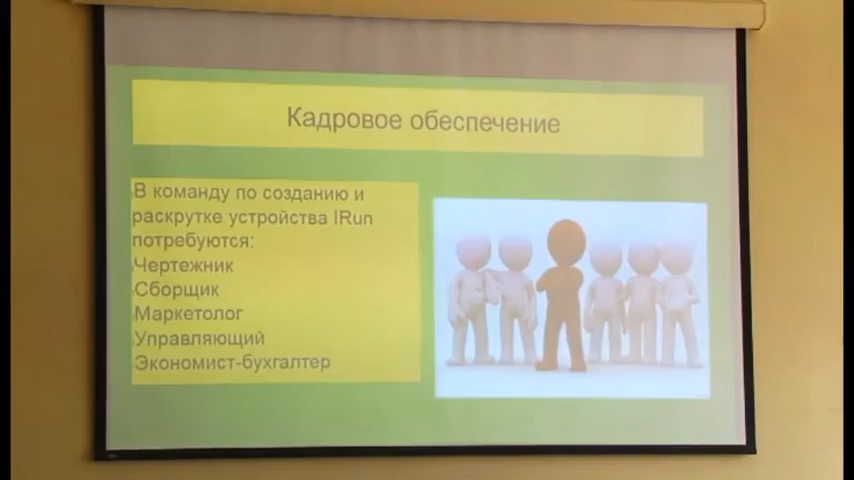 Кадровое обеспечение
В команду по созданию и
раскрутке устройства IRun
потребуются:
Чертежник
Сборщик
Маркетолог
Управляющий
Экономист-бухгалтер